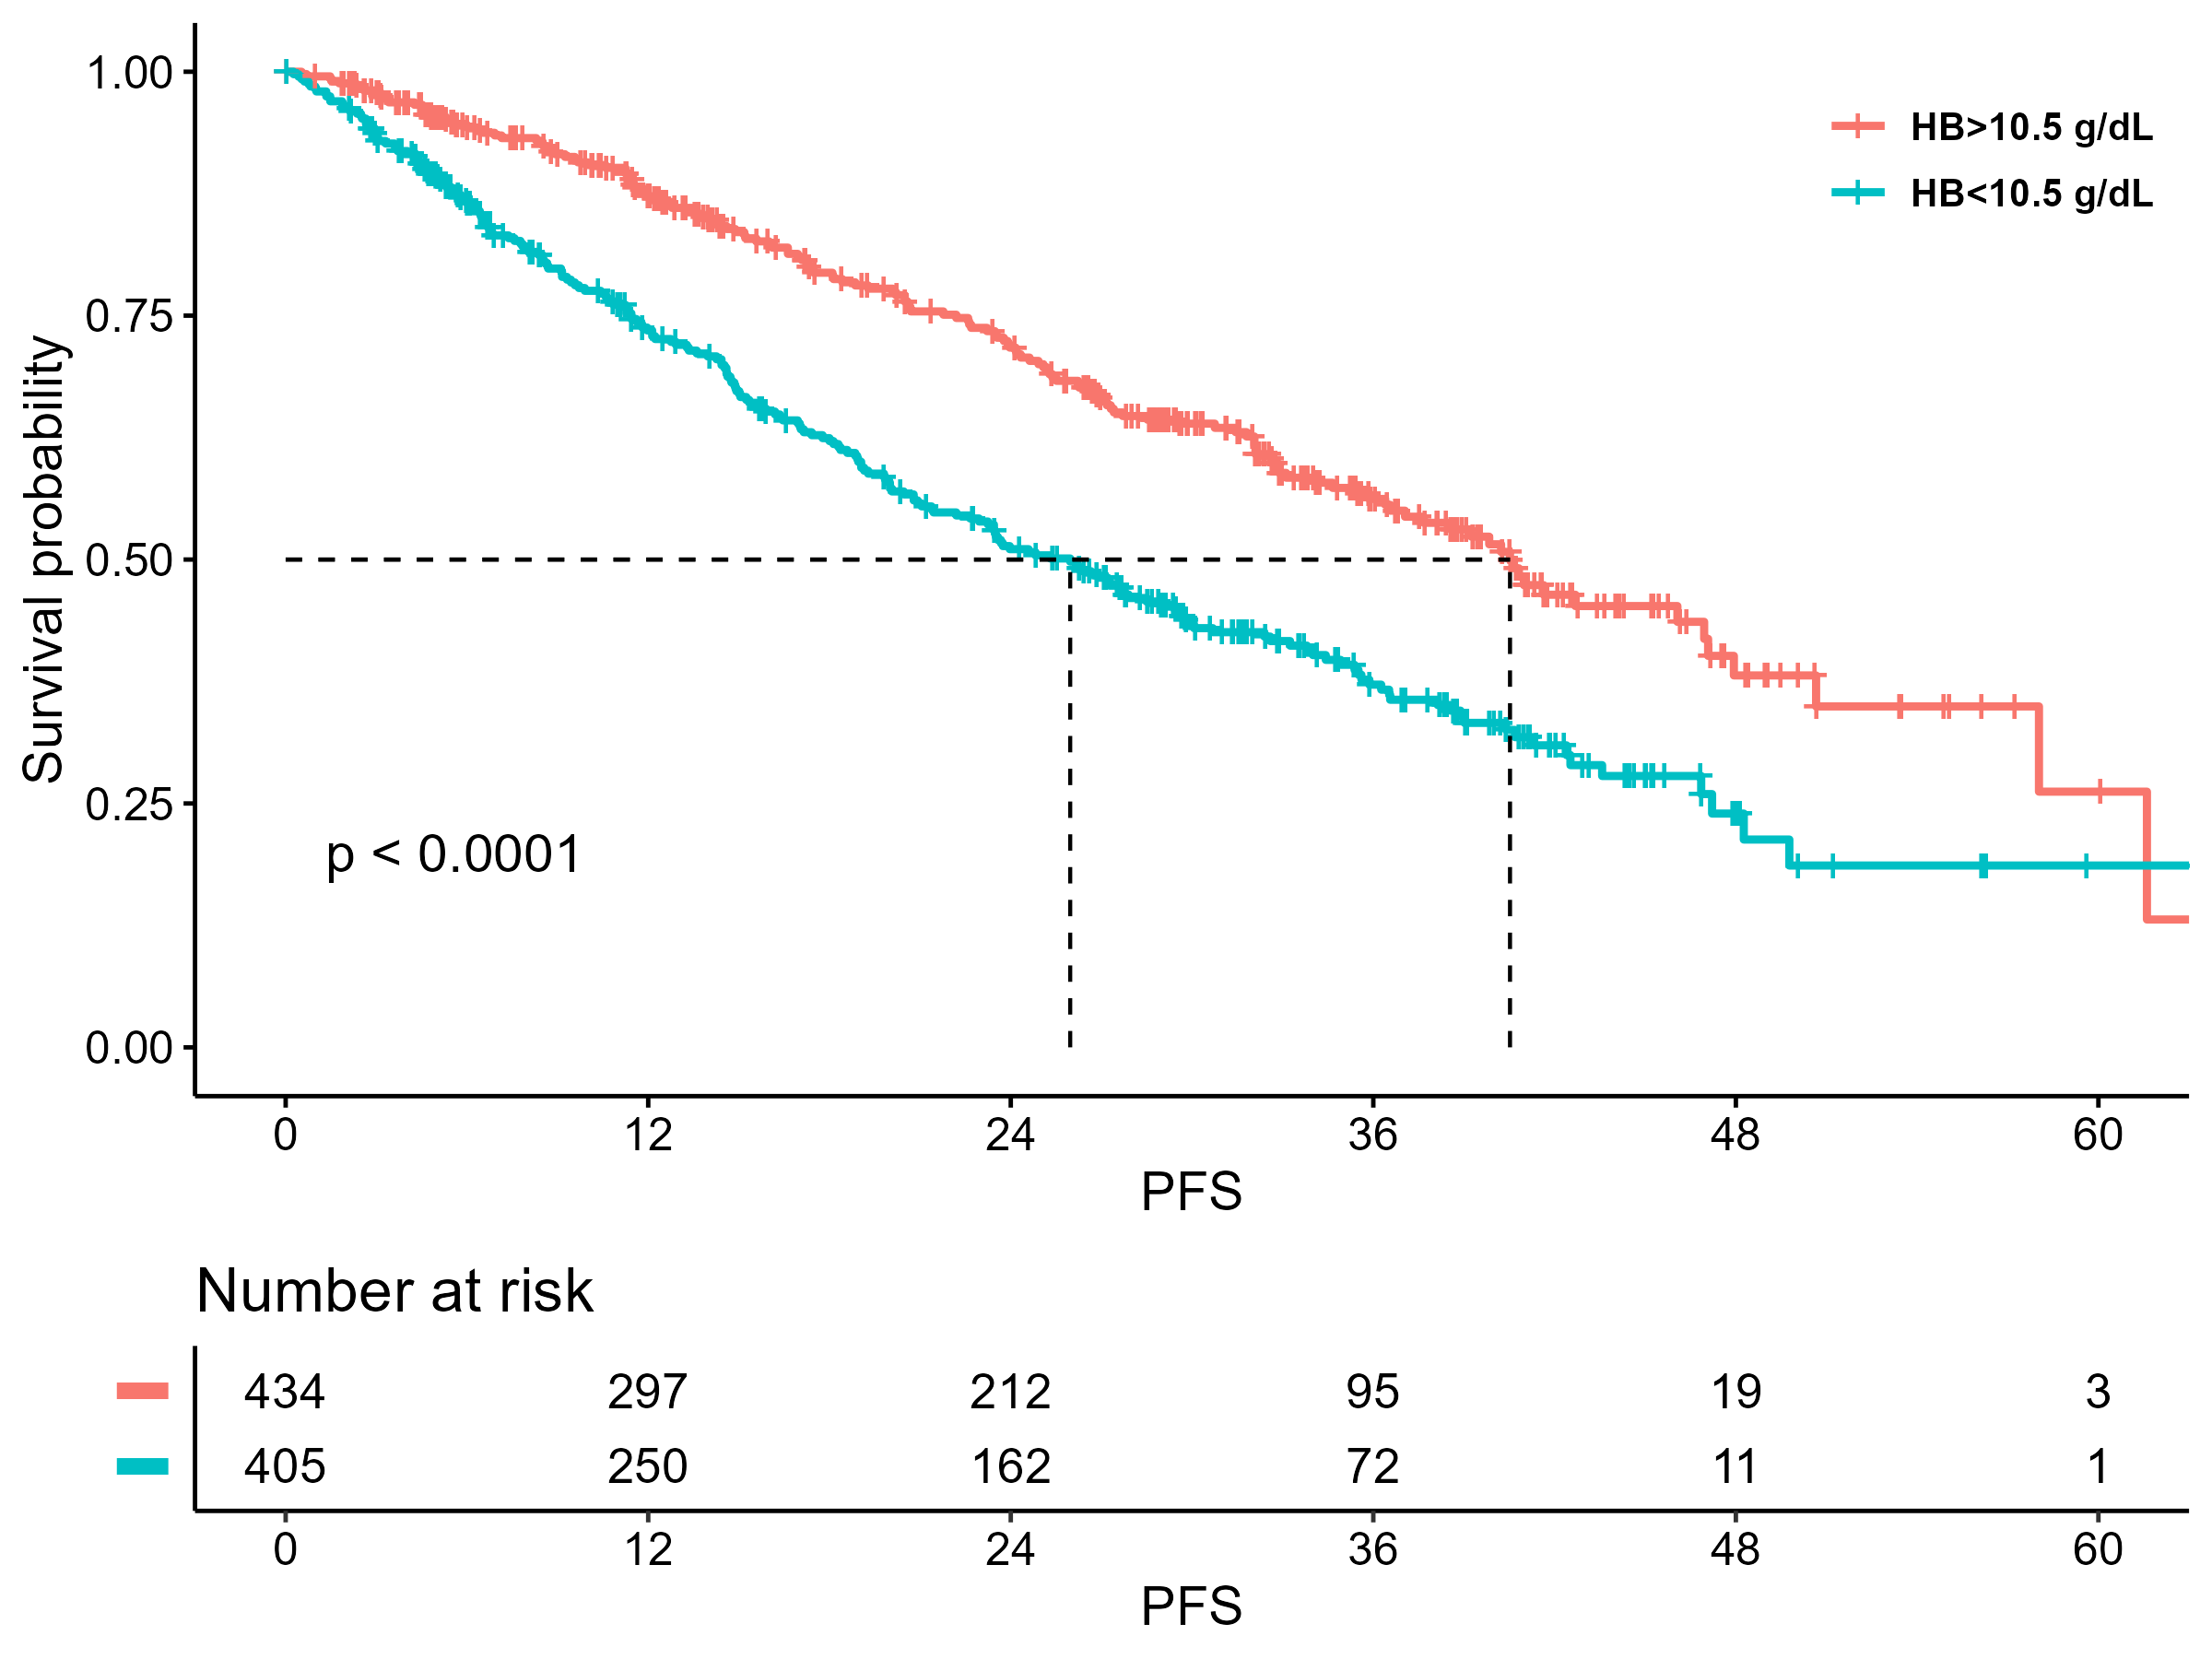 HB>10.5 g/dL
HB<10.5 g/dL
Survival probability
1.00
0.75
0.50
0.25
0.00
p < 0.0001
0 12 24 36 48 60
PFS
Number at risk
434 297 212 95 19 3
405 250 162 72 11 1
0 12 24 36 48 60
PFS